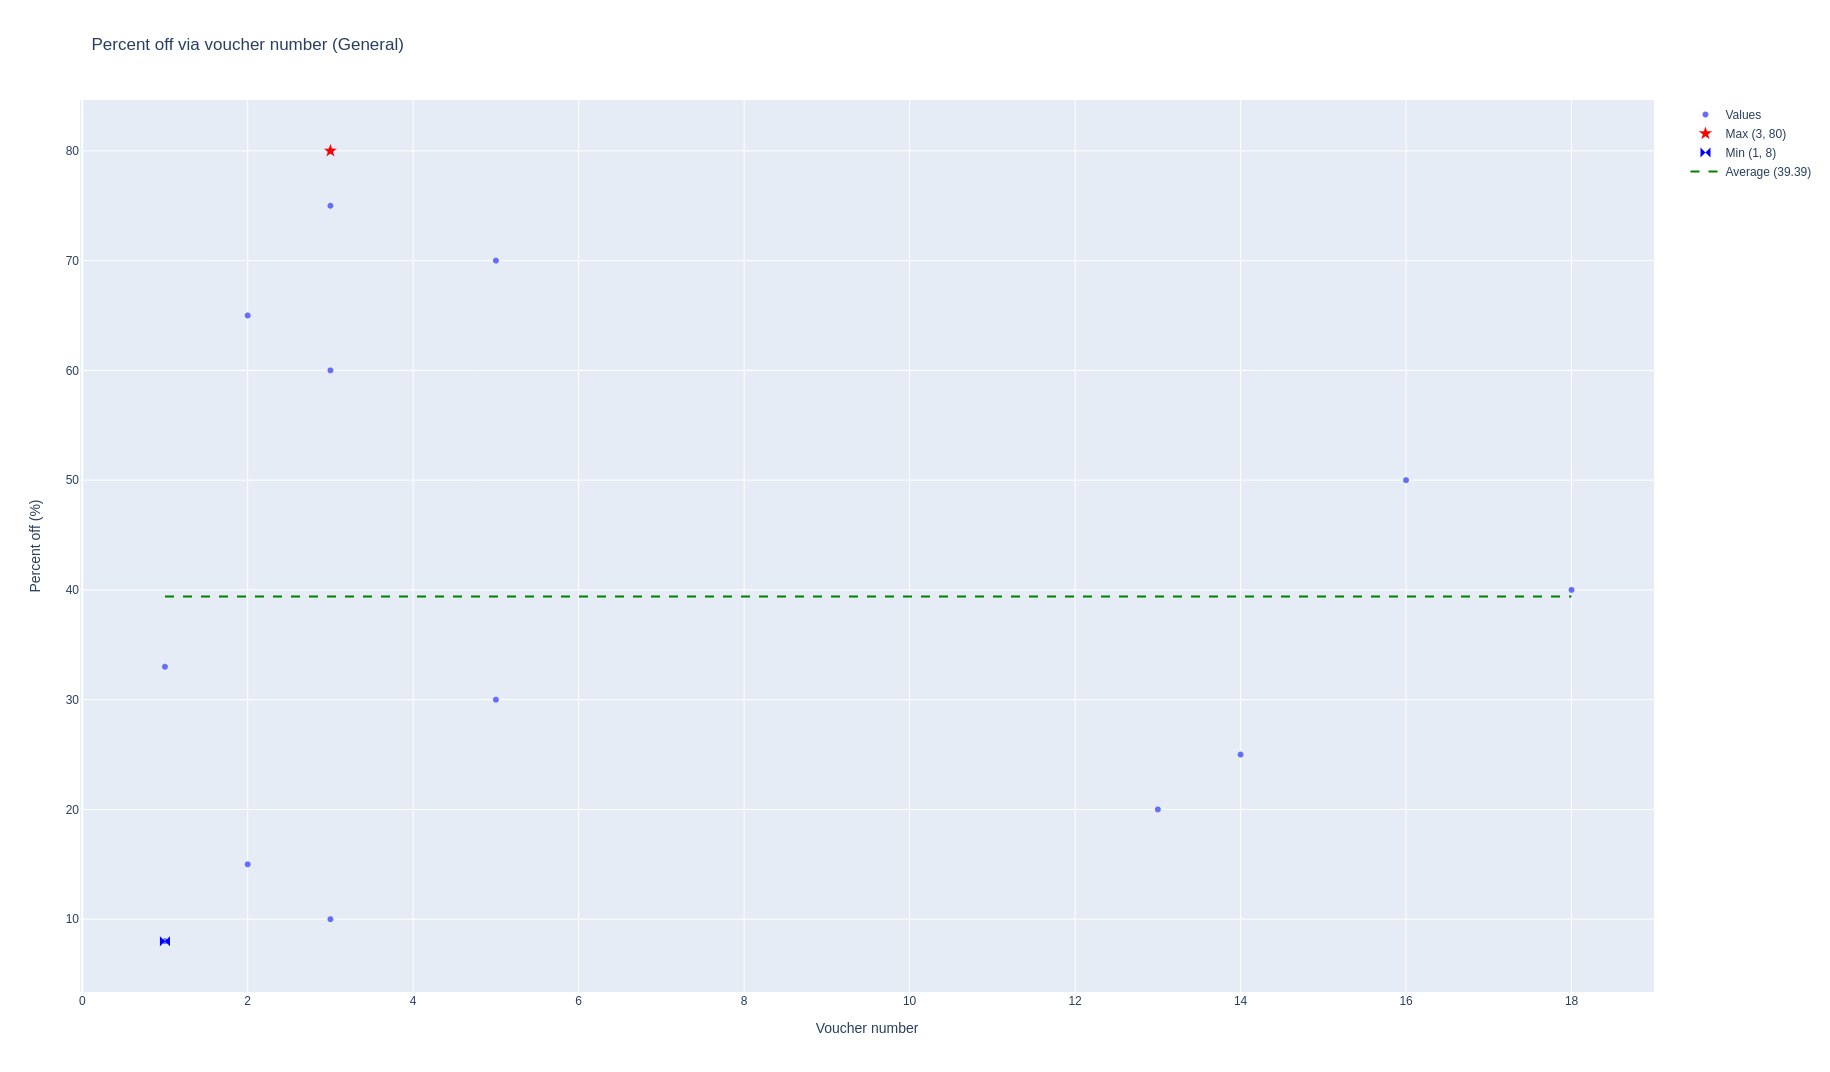 Percent off via voucher number (General)
Values
Max (3, 80)
Min (1, 8)
Average (39.39)
Percent off (%)
80
70
60
50
40
30
20
10
0 2 4 6 8 10 12 14 16 18
Voucher number